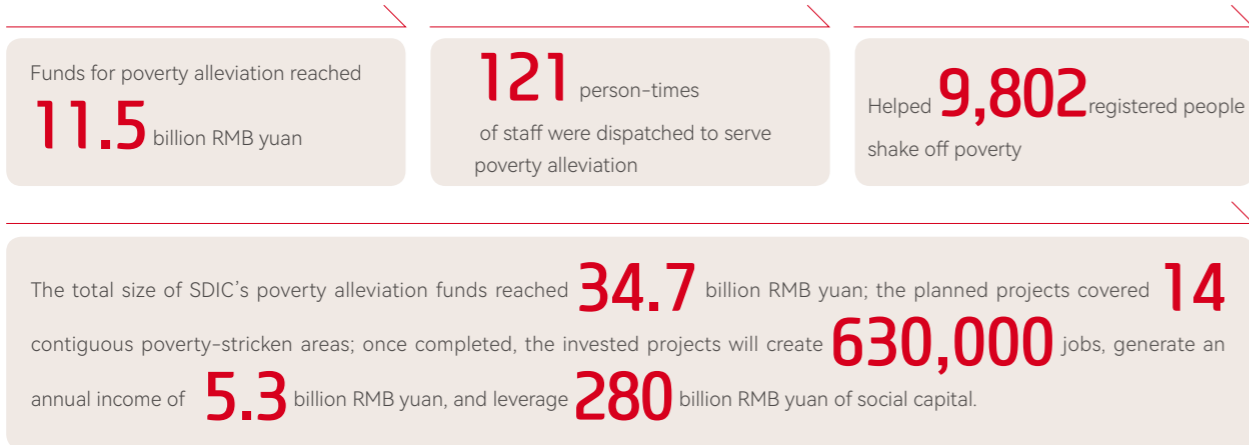 Funds for poverty alleviation reached
11.5 billion RMB yuan
121 person-times
of staff were dispatched to serve
poverty alleviation
Helped 9,802 registered people
shake off poverty
The total size of SDIC's poverty alleviation funds reached 34.7 billion RMB yuan; the planned projects covered 14
contiguous poverty-stricken areas; once completed, the invested projects will create 630,000 jobs, generate an
annual income of 5.3 billion RMB yuan, and leverage 280 billion RMB yuan of social capital.